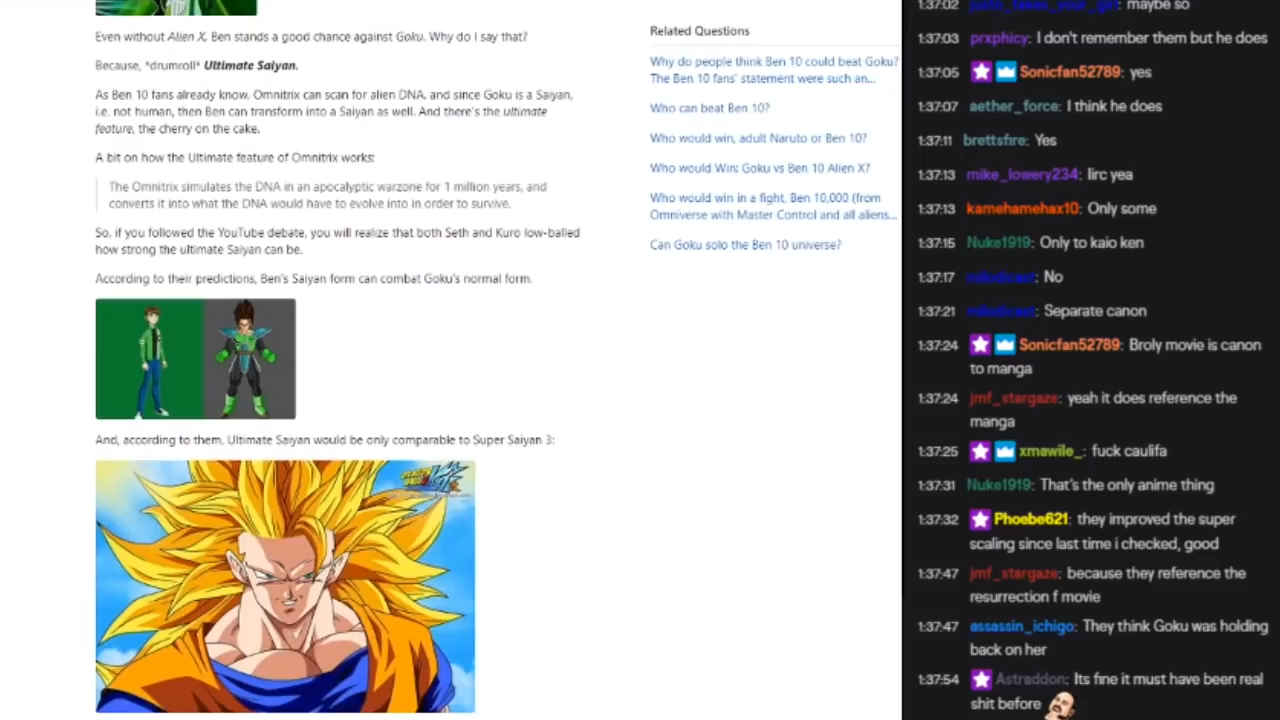 Even without Alien X, Ben stands a good chance against Goku. Why do I say that?
Because, *drumroll* Ultimate Saiyan.
As Ben 10 fans already know. Omnitrix can scan for alien DNA, and since Goku is a Saiyan,
i.e. not human, then Ben can transform into a Saiyan as well. And there's the ultimate
feature, the cherry on the cake.
A bit on how the Ultimate feature of Omnitrix works:
The Omnitrix simulates the DNA in an apocalyptic warzone for 1 million years, and
converts it into what the DNA would have to evolve into in order to survive.
So, if you followed the YouTube debate, you will realize that both Seth and Kuro low-balled
how strong the ultimate Saiyan can be.
According to their predictions, Ben's Saiyan form can combat Goku's normal form.
And, according to them, Ultimate Saiyan would be only comparable to Super Saiyan 3:
Related Questions
Why do people think Ben 10 could beat Goku?
The Ben 10 fans' statement were such an...
Who can beat Ben 10?
Who would win, adult Naruto or Ben 10?
Who would Win: Goku vs Ben 10 Alien X?
Who would win in a fight, Ben 10,000 (from
Omniverse with Master Control and all aliens...
Can Goku solo the Ben 10 universe?
1:37:02 maybe so
1:37:03 prxphicy: I don't remember them but he does
1:37:05 Sonicfan52789: yes
1:37:07 aether_force: I think he does
1:37:11 brettsfire: Yes
1:37:13 mike_lowery234: Iirc yea
1:37:13 kamehamehax10: Only some
1:37:15 Nuke1919: Only to kaio ken
1:37:17 : No
1:37:21 : Separate canon
1:37:24 Sonicfan52789: Broly movie is canon
to manga
1:37:24 jmf_stargaze: yeah it does reference the
manga
1:37:25 xmawile_: fuck caulifa
1:37:31 Nuke1919: That's the only anime thing
1:37:32 Phoebe621: they improved the super
scaling since last time i checked, good
1:37:47 jmf_stargaze: because they reference the
resurrection f movie
1:37:47 assassin_ichigo: They think Goku was holding
back on her
1:37:54 Astraddon: Its fine it must have been real
shit before